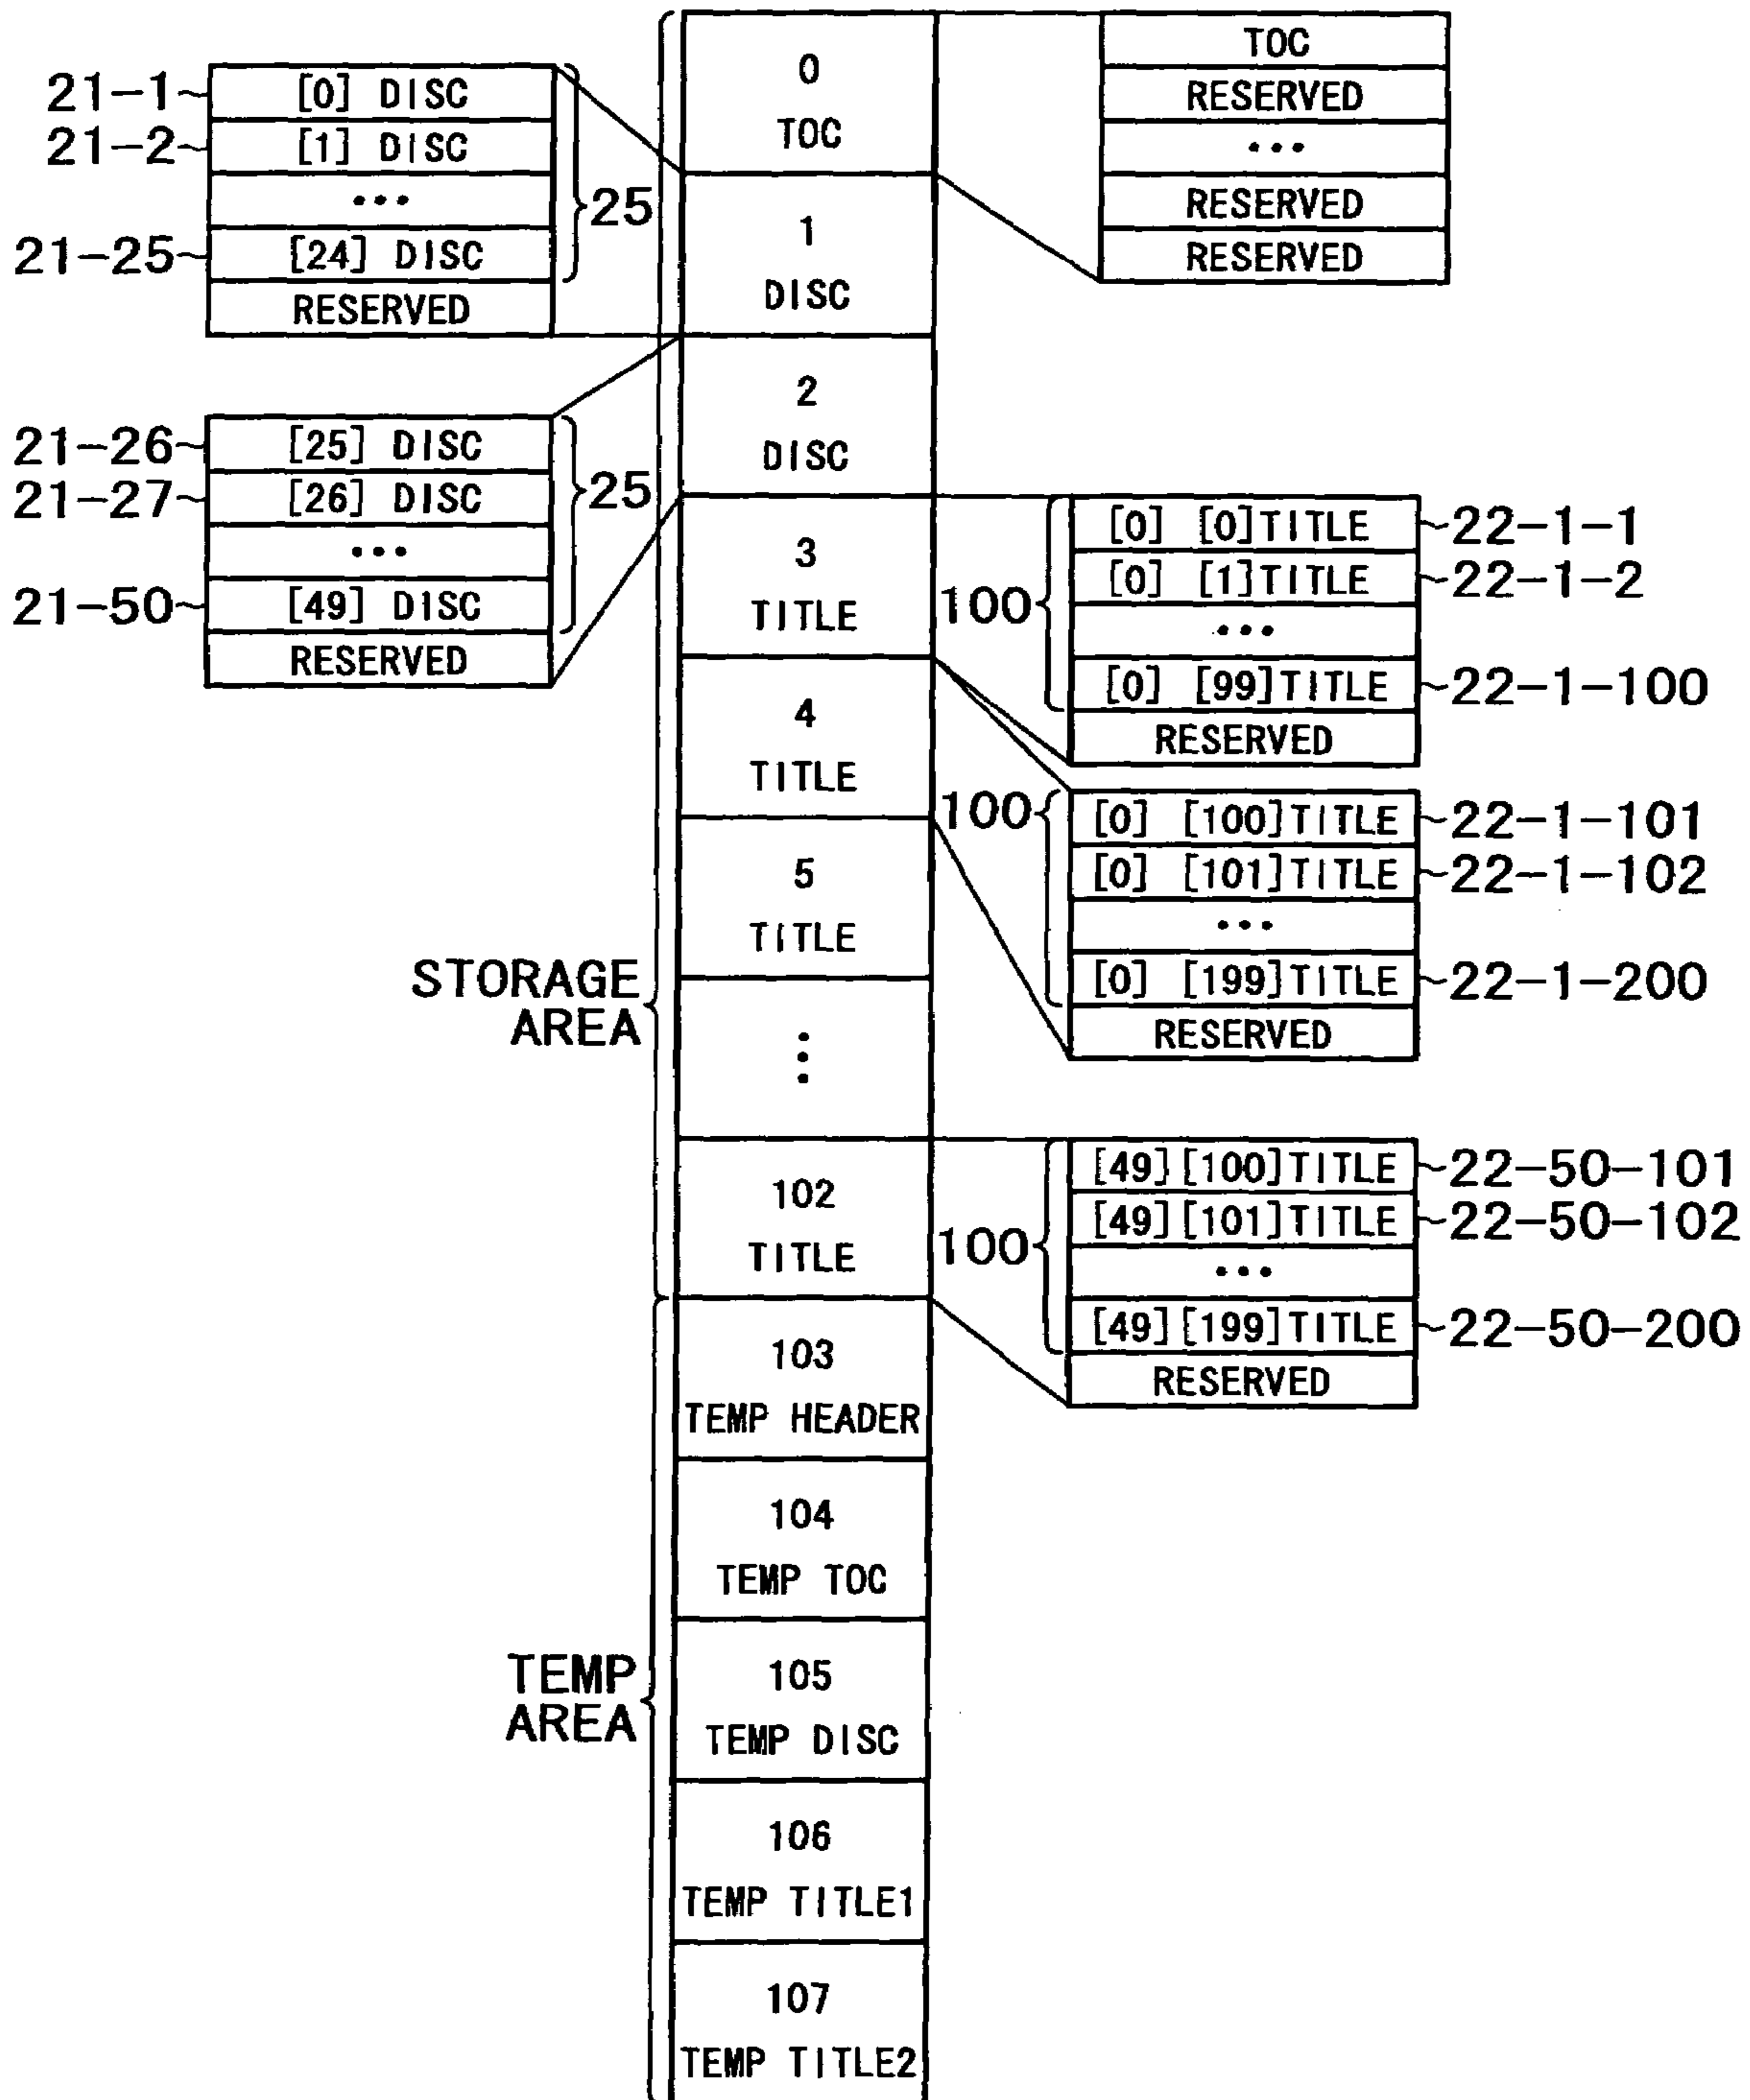 0
TOC
1
DISC
2
DISC
3
TITLE
4
TITLE
5
TITLE
⋮
102
TITLE
103
TEMP HEADER
104
TEMP TOC
105
TEMP DISC
106
TEMP TITLE1
107
TEMP TITLE2
STORAGE
AREA
TEMP
AREA
21-1 [0] DISC
21-2 [1] DISC
...
21-25 [24] DISC
RESERVED
25
21-26 [25] DISC
21-27 [26] DISC
...
21-50 [49] DISC
RESERVED
25
TOC
RESERVED
...
RESERVED
RESERVED
100
[0] [0]TITLE 22-1-1
[0] [1]TITLE 22-1-2
...
[0] [99]TITLE 22-1-100
RESERVED
100
[0] [100]TITLE 22-1-101
[0] [101]TITLE 22-1-102
...
[0] [199]TITLE 22-1-200
RESERVED
100
[49][100]TITLE 22-50-101
[49][101]TITLE 22-50-102
...
[49][199]TITLE 22-50-200
RESERVED